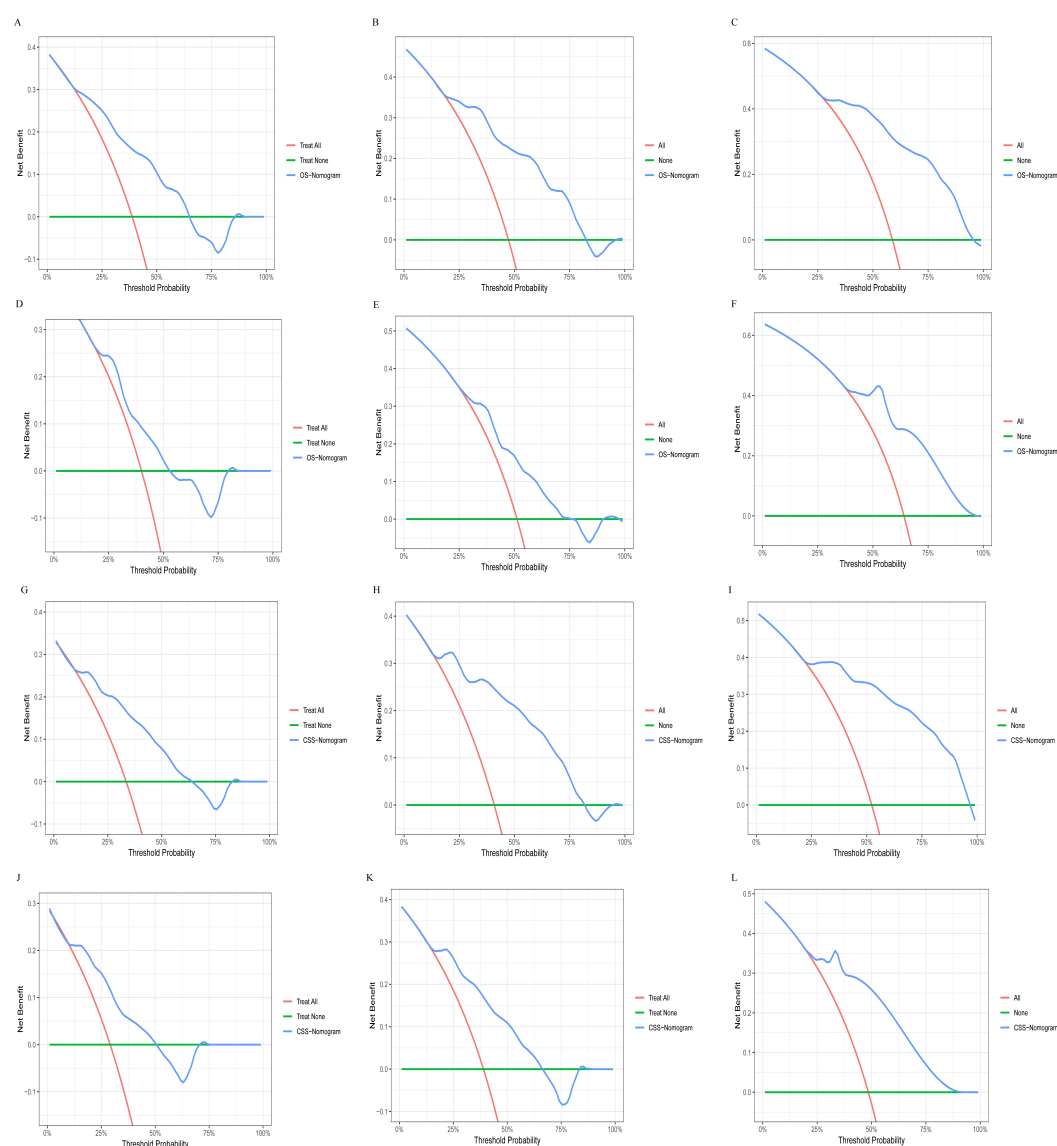 A
Net Benefit
0.4
0.3
0.2
0.1
0.0
−0.1
0%
25%
50%
75%
100%
Threshold Probability
Treat All
Treat None
OS−Nomogram
B
Net Benefit
0.4
0.3
0.2
0.1
0.0
0%
25%
50%
75%
100%
Threshold Probability
All
None
OS−Nomogram
C
Net Benefit
0.6
0.4
0.2
0.0
0%
25%
50%
75%
100%
Threshold Probability
All
None
OS−Nomogram
D
Net Benefit
0.3
0.2
0.1
0.0
−0.1
0%
25%
50%
75%
100%
Threshold Probability
Treat All
Treat None
OS−Nomogram
E
Net Benefit
0.5
0.4
0.3
0.2
0.1
0.0
0%
25%
50%
75%
100%
Threshold Probability
All
None
OS−Nomogram
F
Net Benefit
0.6
0.4
0.2
0.0
0%
25%
50%
75%
100%
Threshold Probability
All
None
OS−Nomogram
G
Net Benefit
0.4
0.3
0.2
0.1
0.0
−0.1
0%
25%
50%
75%
100%
Threshold Probability
Treat All
Treat None
CSS−Nomogram
H
Net Benefit
0.4
0.3
0.2
0.1
0.0
0%
25%
50%
75%
100%
Threshold Probability
All
None
CSS−Nomogram
I
Net Benefit
0.5
0.4
0.3
0.2
0.1
0.0
0%
25%
50%
75%
100%
Threshold Probability
All
None
CSS−Nomogram
J
Net Benefit
0.3
0.2
0.1
0.0
−0.1
0%
25%
50%
75%
100%
Threshold Probability
Treat All
Treat None
CSS−Nomogram
K
Net Benefit
0.4
0.3
0.2
0.1
0.0
−0.1
0%
25%
50%
75%
100%
Threshold Probability
Treat All
Treat None
CSS−Nomogram
L
Net Benefit
0.5
0.4
0.3
0.2
0.1
0.0
0%
25%
50%
75%
100%
Threshold Probability
All
None
CSS−Nomogram